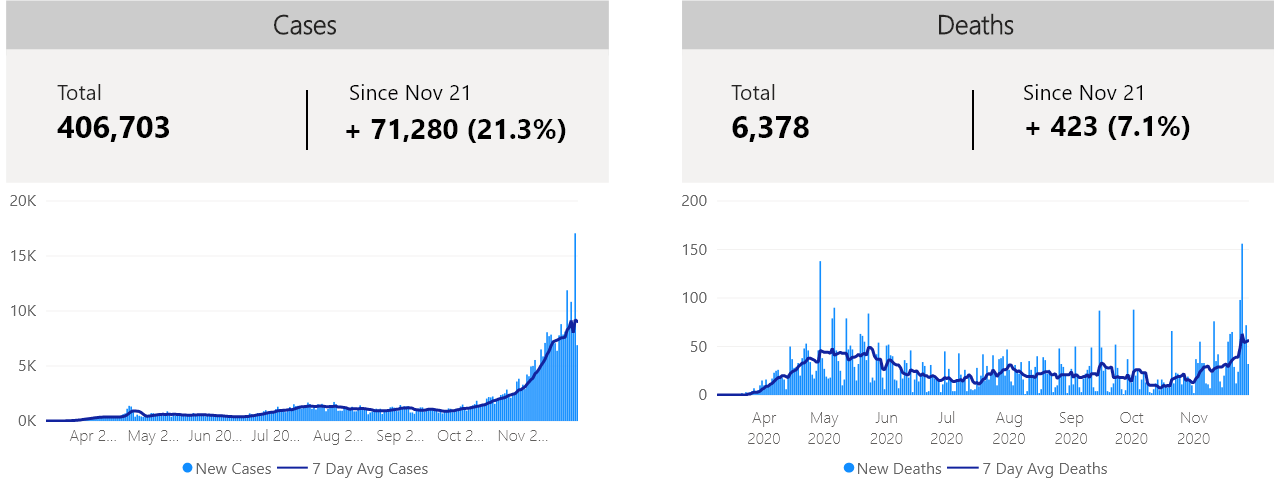 Cases
Total
406,703
Since Nov 21
+ 71,280 (21.3%)
20K
15K
10K
5K
0K
Apr 2... May 2... Jun 20... Jul 20... Aug 2... Sep 2... Oct 2... Nov 2...
New Cases 7 Day Avg Cases
Deaths
Total
6,378
Since Nov 21
+ 423 (7.1%)
200
150
100
50
0
Apr May Jun Jul Aug Sep Oct Nov
2020 2020 2020 2020 2020 2020 2020 2020
New Deaths 7 Day Avg Deaths